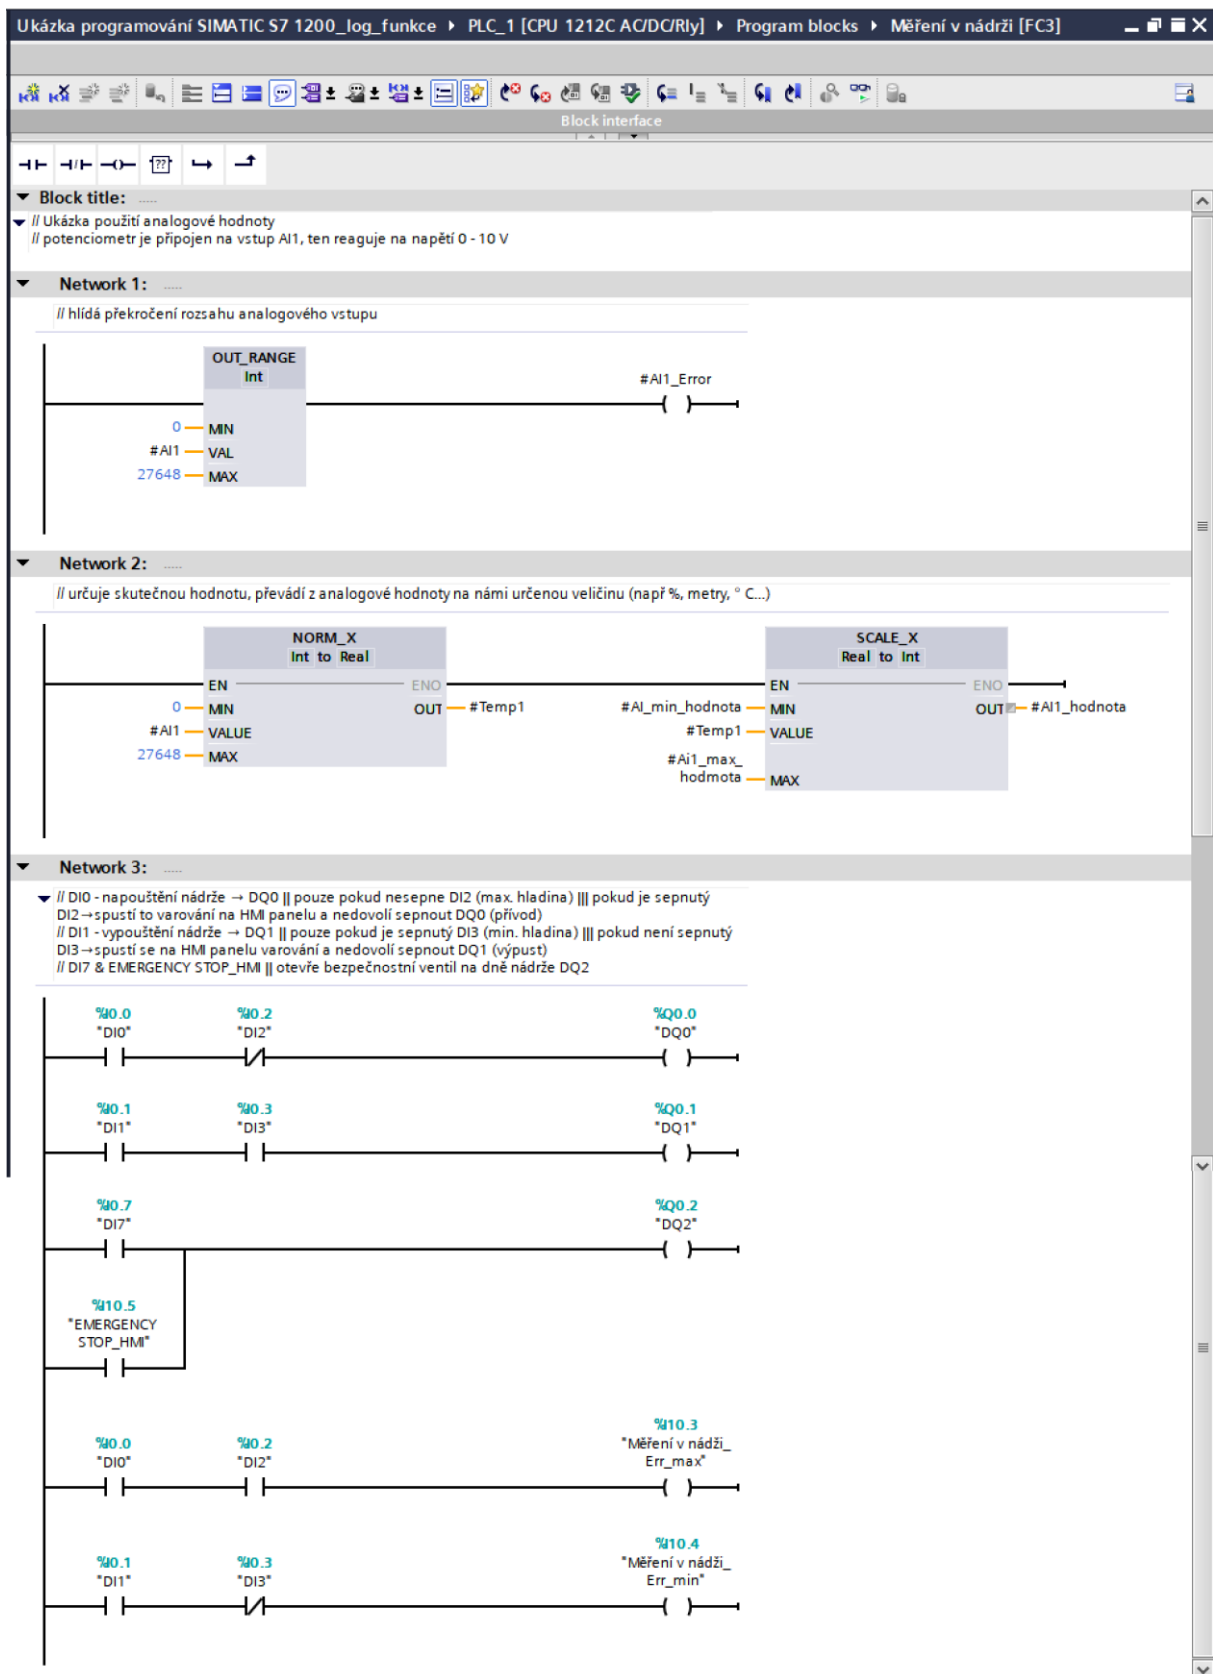 Ukázka programování SIMATIC S7 1200_log_funkce ▸ PLC_1 [CPU 1212C AC/DC/Rly] ▸ Program blocks ▸ Měření v nádrži [FC3]
Block interface
Block title: .....
// Ukázka použití analogové hodnoty
// potenciometr je připojen na vstup AI1, ten reaguje na napětí 0 - 10 V
Network 1: .....
// hlídá překročení rozsahu analogového vstupu
OUT_RANGE
Int
#AI1_Error
0 MIN
#AI1 VAL
27648 MAX
Network 2: .....
// určuje skutečnou hodnotu, převádí z analogové hodnoty na námi určenou veličinu (např %, metry, ° C...)
NORM_X
Int to Real
SCALE_X
Real to Int
EN ENO
EN ENO
0 MIN OUT #Temp1
#AI_min_hodnota MIN OUT #AI1_hodnota
#AI1 VALUE
#Temp1 VALUE
27648 MAX
#Ai1_max_
hodmota MAX
Network 3: .....
// DI0 - napouštění nádrže → DQ0 || pouze pokud nesepne DI2 (max. hladina) ||| pokud je sepnutý
DI2→spustí to varování na HMI panelu a nedovolí sepnout DQ0 (přívod)
// DI1 - vypouštění nádrže → DQ1 || pouze pokud je sepnutý DI3 (min. hladina) ||| pokud není sepnutý
DI3→spustí se na HMI panelu varování a nedovolí sepnout DQ1 (výpust)
// DI7 & EMERGENCY STOP_HMI || otevře bezpečnostní ventil na dně nádrže DQ2
%I0.0 %I0.2 %Q0.0
"DI0" "DI2" "DQ0"
%I0.1 %I0.3 %Q0.1
"DI1" "DI3" "DQ1"
%I0.7 %Q0.2
"DI7" "DQ2"
%I10.5
"EMERGENCY
STOP_HMI"
%I10.3
%I0.0 %I0.2 "Měření v nádži_
"DI0" "DI2" Err_max"
%I10.4
%I0.1 %I0.3 "Měření v nádži_
"DI1" "DI3" Err_min"